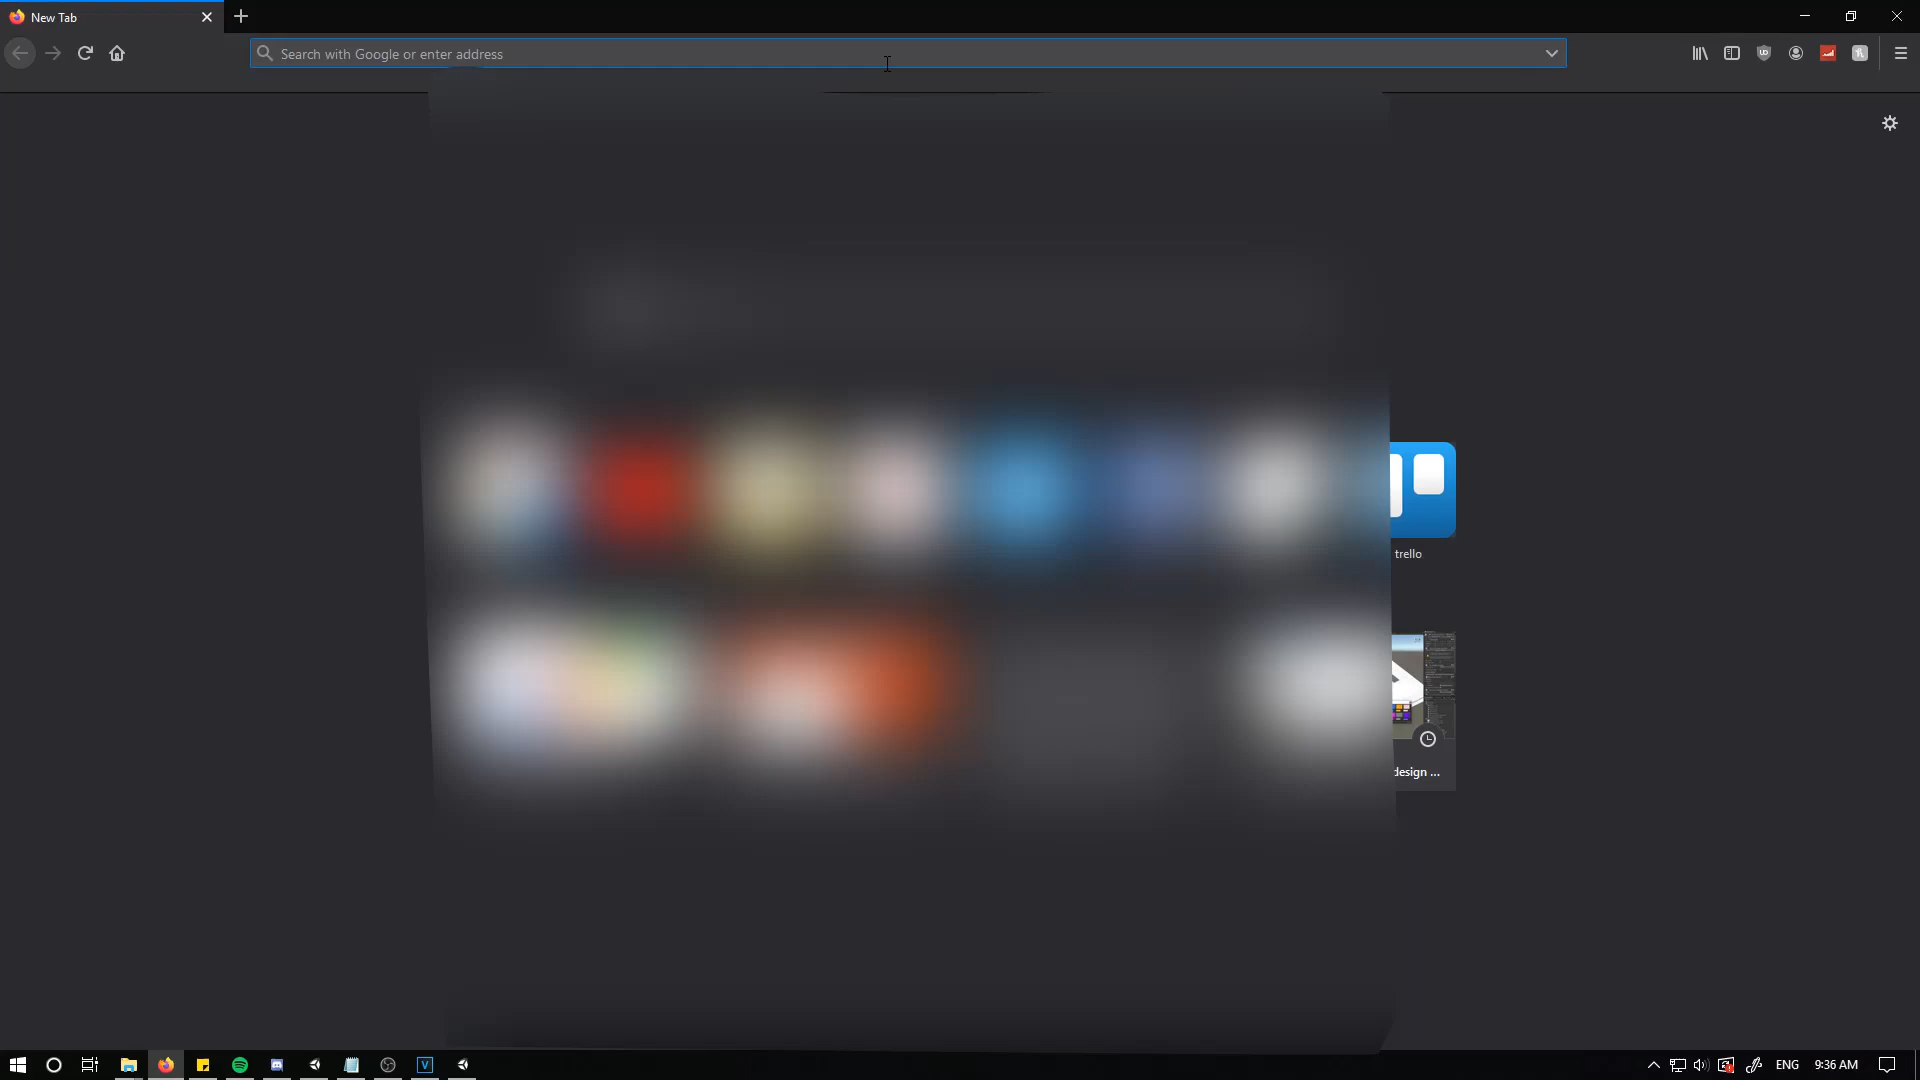 New Tab
Search with Google or enter address
trello
design ...
ENG
9:36 AM